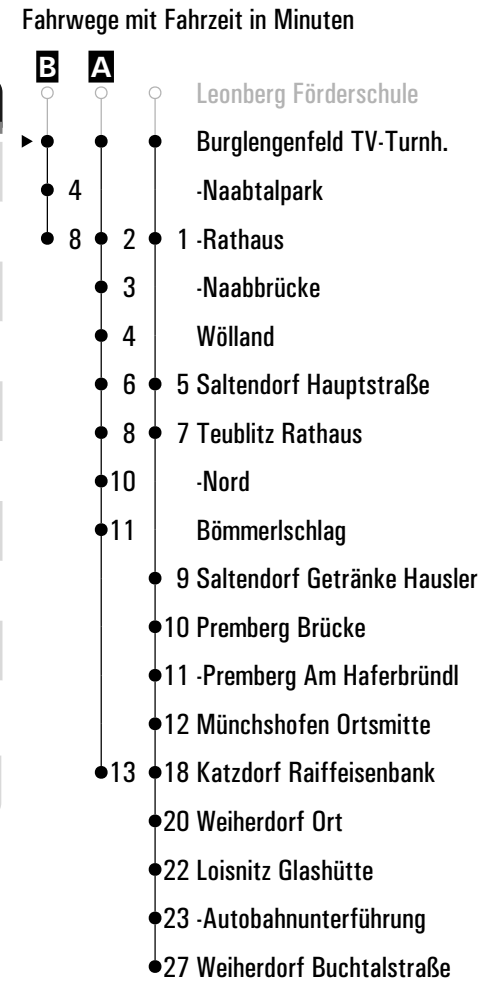 Fahrwege mit Fahrzeit in Minuten
B A
Leonberg Förderschule
Burglengenfeld TV-Turnh.
4 -Naabtalpark
8 2 1 -Rathaus
3 -Naabbrücke
4 Wölland
6 5 Saltendorf Hauptstraße
8 7 Teublitz Rathaus
10 -Nord
11 Bömmerlschlag
9 Saltendorf Getränke Hausler
10 Premberg Brücke
11 -Premberg Am Haferbründl
12 Münchshofen Ortsmitte
13 18 Katzdorf Raiffeisenbank
20 Weiherdorf Ort
22 Loisnitz Glashütte
23 -Autobahnunterführung
27 Weiherdorf Buchtalstraße